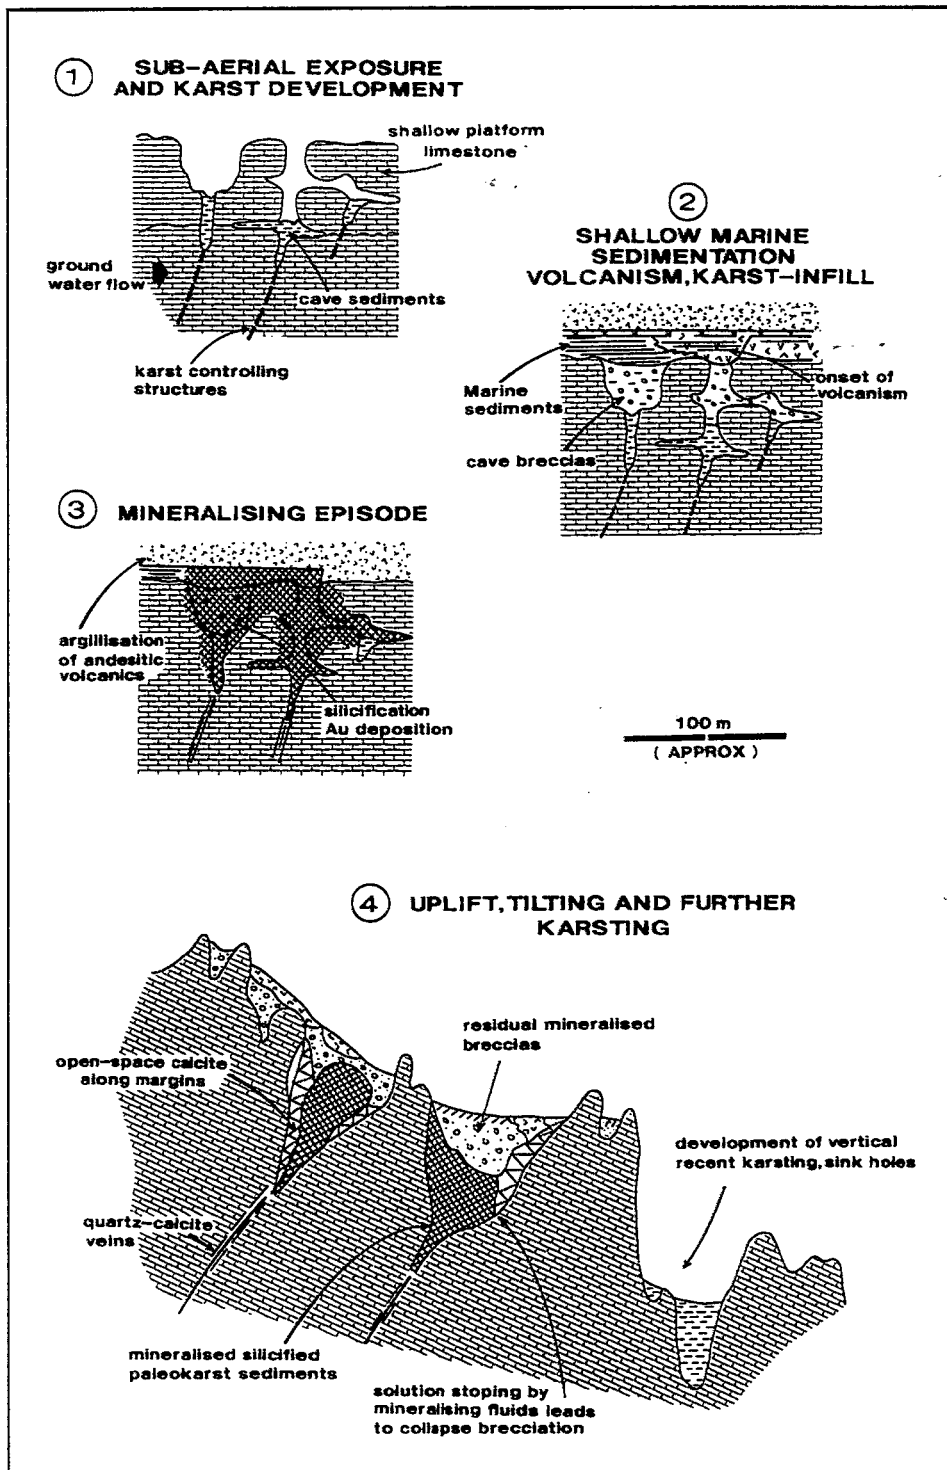 1
SUB-AERIAL EXPOSURE
AND KARST DEVELOPMENT
shallow platform
limestone
ground
water flow
cave sediments
karst controlling
structures
2
SHALLOW MARINE
SEDIMENTATION
VOLCANISM, KARST-INFILL
Marine
sediments
onset of
volcanism
cave breccias
3
MINERALISING EPISODE
argillisation
of andesitic
volcanics
silicification
Au deposition
100 m
( APPROX )
4
UPLIFT, TILTING AND FURTHER
KARSTING
residual mineralised
breccias
open-space calcite
along margins
development of vertical
recent karsting, sink holes
quartz-calcite
veins
mineralised silicified
paleokarst sediments
solution stoping by
mineralising fluids leads
to collapse brecciation